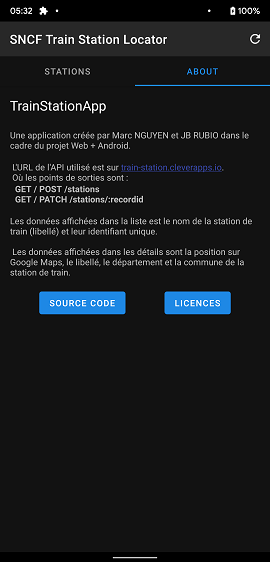 05:32
100%
SNCF Train Station Locator
STATIONS
ABOUT
TrainStationApp
Une application créée par Marc NGUYEN et JB RUBIO dans le
cadre du projet Web + Android.
L'URL de l'API utilisé est sur train-station.cleverapps.io.
Où les points de sorties sont :
GET / POST /stations
GET / PATCH /stations/:recordid
Les données affichées dans la liste est le nom de la station de
train (libellé) et leur identifiant unique.
Les données affichées dans les détails sont la position sur
Google Maps, le libellé, le département et la commune de la
station de train.
SOURCE CODE
LICENCES